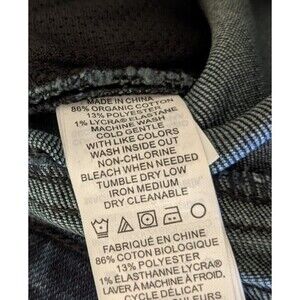 MADE IN CHINA
86% ORGANIC COTTON
13% POLYESTER
1% LYCRA® ELASTANE
MACHINE WASH
COLD GENTLE
WITH LIKE COLORS
WASH INSIDE OUT
NON-CHLORINE
BLEACH WHEN NEEDED
TUMBLE DRY LOW
IRON MEDIUM
DRY CLEANABLE
FABRIQUÉ EN CHINE
86% COTON BIOLOGIQUE
13% POLYESTER
1% ÉLASTHANNE LYCRA®
LAVER À MACHINE À FROID,
CYCLE DÉLICAT